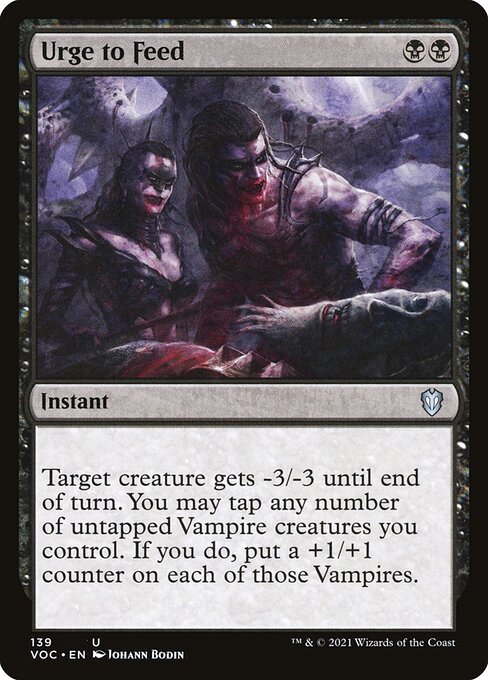 Urge to Feed
Instant
Target creature gets -3/-3 until end
of turn. You may tap any number
of untapped Vampire creatures you
control. If you do, put a +1/+1
counter on each of those Vampires.
139 U
VOC • EN Johann Bodin
™ & © 2021 Wizards of the Coast